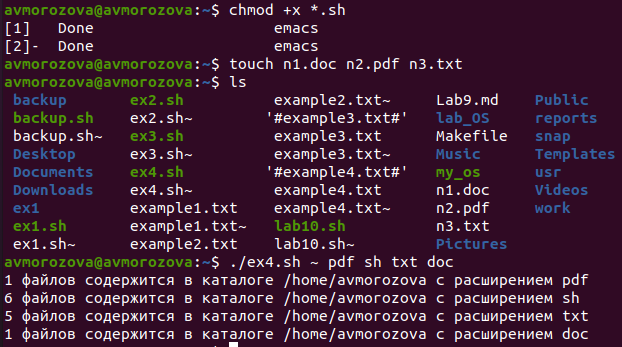 avmorozova@avmorozova:~$ chmod +x *.sh
[1]   Done                    emacs
[2]-  Done                    emacs
avmorozova@avmorozova:~$ touch n1.doc n2.pdf n3.txt
avmorozova@avmorozova:~$ ls
backup      ex2.sh         example2.txt~    Lab9.md    Public
backup.sh   ex2.sh~       '#example3.txt#'  lab_OS     reports
backup.sh~  ex3.sh         example3.txt     Makefile   snap
Desktop     ex3.sh~        example3.txt~    Music      Templates
Documents   ex4.sh        '#example4.txt#'  my_os      usr
Downloads   ex4.sh~        example4.txt     n1.doc     Videos
ex1         example1.txt   example4.txt~    n2.pdf     work
ex1.sh      example1.txt~  lab10.sh         n3.txt
ex1.sh~     example2.txt   lab10.sh~        Pictures
avmorozova@avmorozova:~$ ./ex4.sh ~ pdf sh txt doc
1 файлов содержится в каталоге /home/avmorozova с расширением pdf
6 файлов содержится в каталоге /home/avmorozova с расширением sh
5 файлов содержится в каталоге /home/avmorozova с расширением txt
1 файлов содержится в каталоге /home/avmorozova с расширением doc